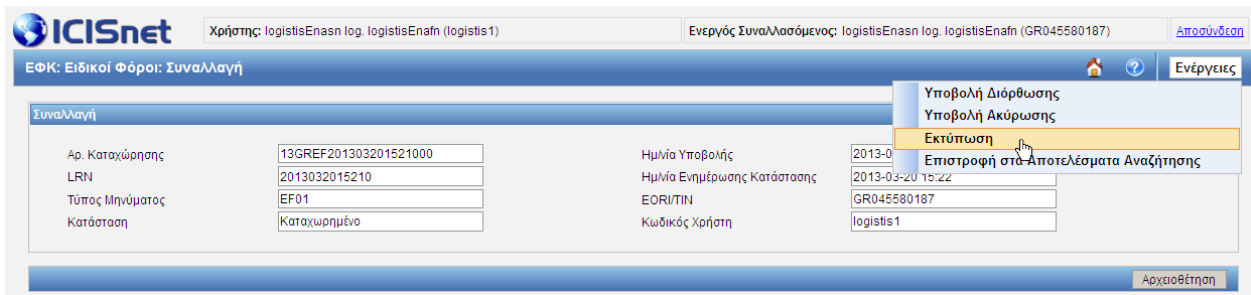 ICISnet
Χρήστης: logistisEnasn log. logistisEnafn (logistis1)
Ενεργός Συναλλασόμενος: logistisEnasn log. logistisEnafn (GR045580187)
Αποσύνδεση
ΕΦΚ: Ειδικοί Φόροι: Συναλλαγή
Ενέργειες
Υποβολή Διόρθωσης
Υποβολή Ακύρωσης
Εκτύπωση
Επιστροφή στα Αποτελέσματα Αναζήτησης
Συναλλαγή
Αρ. Καταχώρησης 13GREF201303201521000
Ημ/νία Υποβολής 2013-0
LRN 2013032015210
Ημ/νία Ενημέρωσης Κατάστασης 2013-03-20 15:22
Τύπος Μηνύματος EF01
EORI/TIN GR045580187
Κατάσταση Καταχωρημένο
Κωδικός Χρήστη logistis1
Αρχειοθέτηση